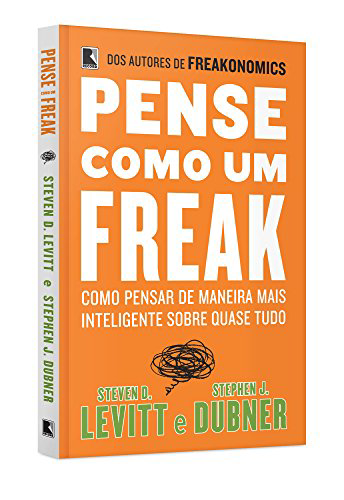 DOS AUTORES DE FREAKONOMICS
PENSE
COMO UM
FREAK
COMO PENSAR DE MANEIRA MAIS
INTELIGENTE SOBRE QUASE TUDO
STEVEN D.
LEVITT e
STEPHEN J.
DUBNER
PENSE COMO UM FREAK
STEVEN D. LEVITT e STEPHEN J. DUBNER